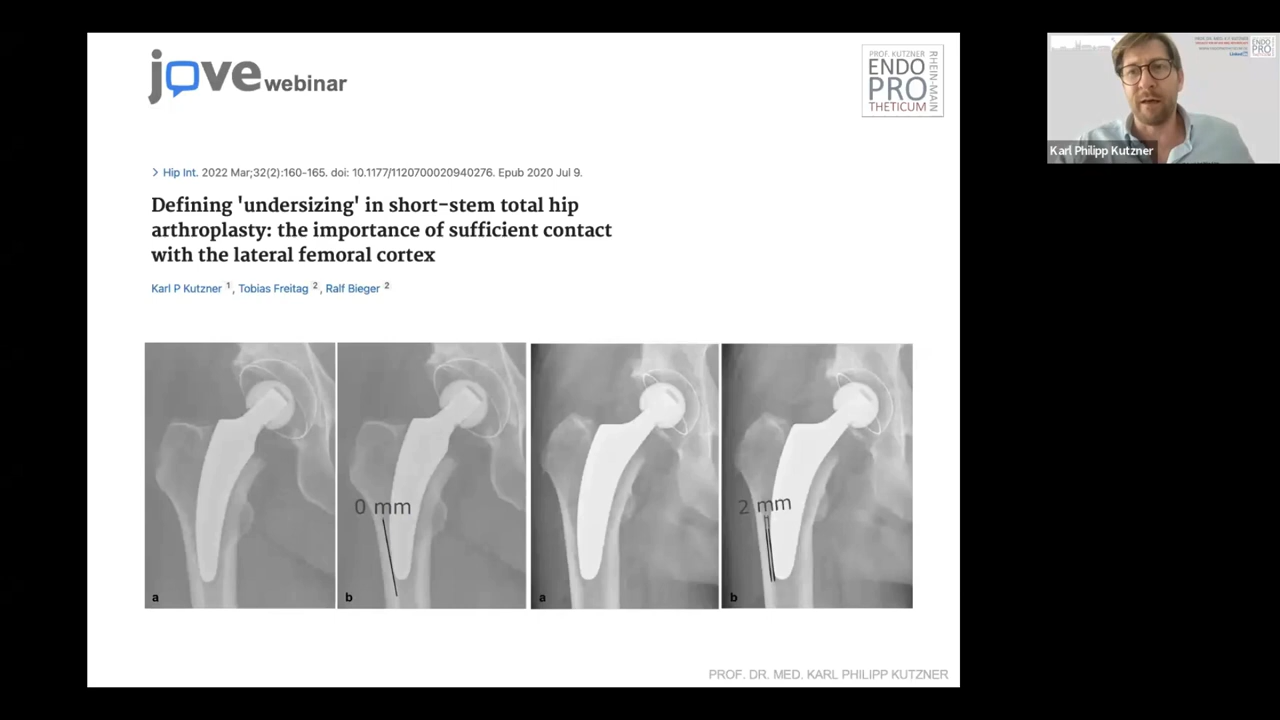 jove webinar
PROF. KUTZNER
ENDO
PRO
THETICUM
RHEIN-MAIN
> Hip Int. 2022 Mar;32(2):160-165. doi: 10.1177/1120700020940276. Epub 2020 Jul 9.
Defining 'undersizing' in short-stem total hip
arthroplasty: the importance of sufficient contact
with the lateral femoral cortex
Karl P Kutzner 1, Tobias Freitag 2, Ralf Bieger 2
0 mm
2 mm
a
b
a
b
PROF. DR. MED. KARL PHILIPP KUTZNER
ENDO
PRO
Karl Philipp Kutzner